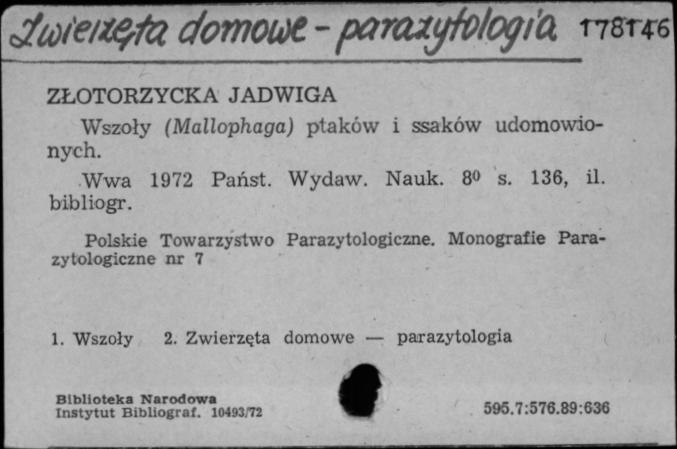 Zwierzęta domowe - parazytologia 178146
ZŁOTORZYCKA JADWIGA
Wszoły (Mallophaga) ptaków i ssaków udomowio-
nych.
Wwa 1972 Państ. Wydaw. Nauk. 8⁰ s. 136, il.
bibliogr.
Polskie Towarzystwo Parazytologiczne. Monografie Para-
zytologiczne nr 7
1. Wszoły 2. Zwierzęta domowe — parazytologia
Biblioteka Narodowa
Instytut Bibliograf. 10493/72 595.7:576.89:636